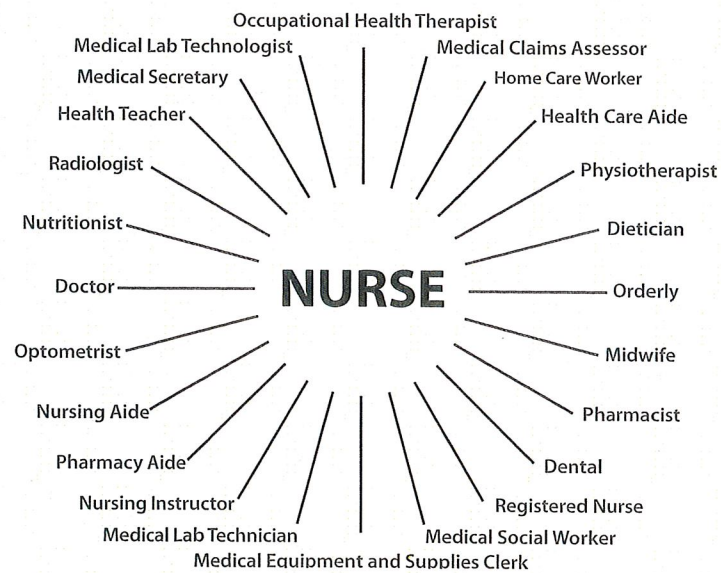 Occupational Health Therapist
Medical Lab Technologist
Medical Claims Assessor
Medical Secretary
Home Care Worker
Health Teacher
Health Care Aide
Radiologist
Physiotherapist
Nutritionist
Dietician
Doctor
NURSE
Orderly
Optometrist
Midwife
Nursing Aide
Pharmacist
Pharmacy Aide
Dental
Nursing Instructor
Registered Nurse
Medical Lab Technician
Medical Social Worker
Medical Equipment and Supplies Clerk